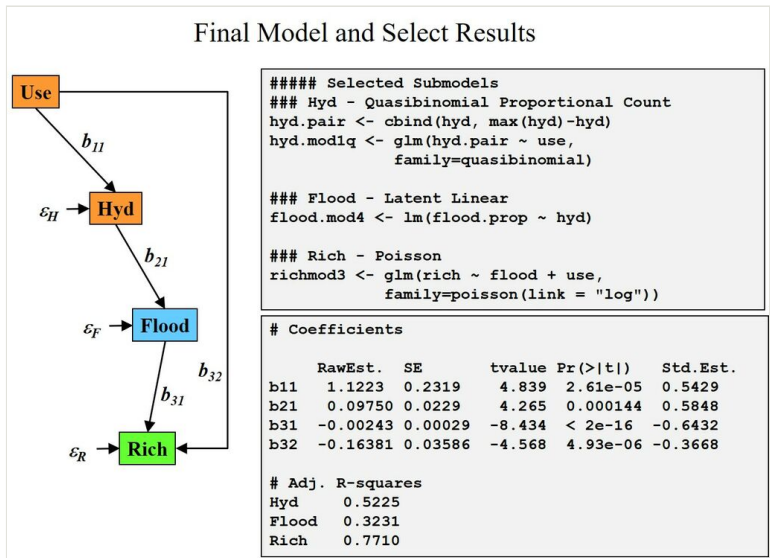 Final Model and Select Results
Use
b11
εH
Hyd
b21
εF
Flood
b31
b32
εR
Rich
##### Selected Submodels
### Hyd - Quasibinomial Proportional Count
hyd.pair <- cbind(hyd, max(hyd)-hyd)
hyd.mod1q <- glm(hyd.pair ~ use,
family=quasibinomial)
### Flood - Latent Linear
flood.mod4 <- lm(flood.prop ~ hyd)
### Rich - Poisson
richmod3 <- glm(rich ~ flood + use,
family=poisson(link = "log"))
# Coefficients
RawEst. SE tvalue Pr(>|t|) Std.Est.
b11 1.1223 0.2319 4.839 2.61e-05 0.5429
b21 0.09750 0.0229 4.265 0.000144 0.5848
b31 -0.00243 0.00029 -8.434 < 2e-16 -0.6432
b32 -0.16381 0.03586 -4.568 4.93e-06 -0.3668
# Adj. R-squares
Hyd 0.5225
Flood 0.3231
Rich 0.7710